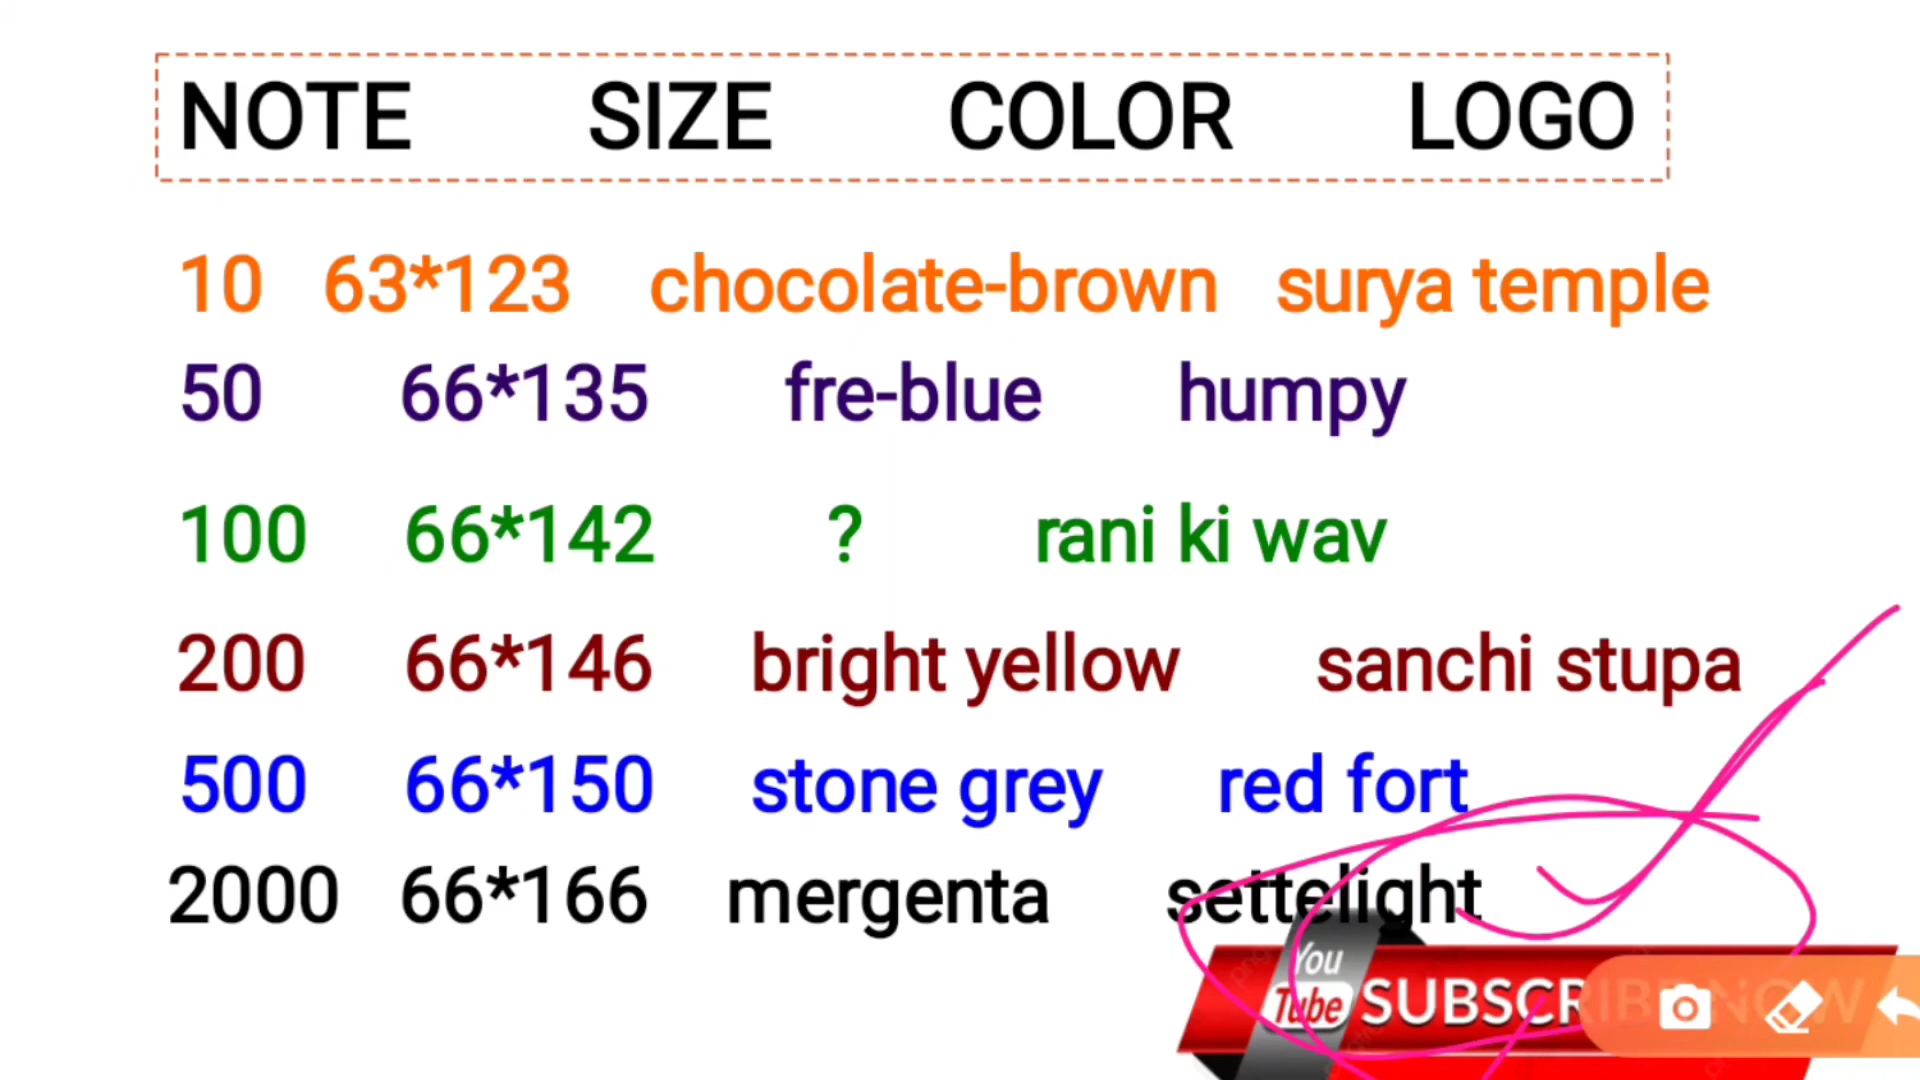 NOTE SIZE COLOR LOGO
10 63*123 chocolate-brown surya temple
50 66*135 fre-blue humpy
100 66*142 ? rani ki wav
200 66*146 bright yellow sanchi stupa
500 66*150 stone grey red fort
2000 66*166 mergenta settelight
You
Tube SUBSCRIBE NOW